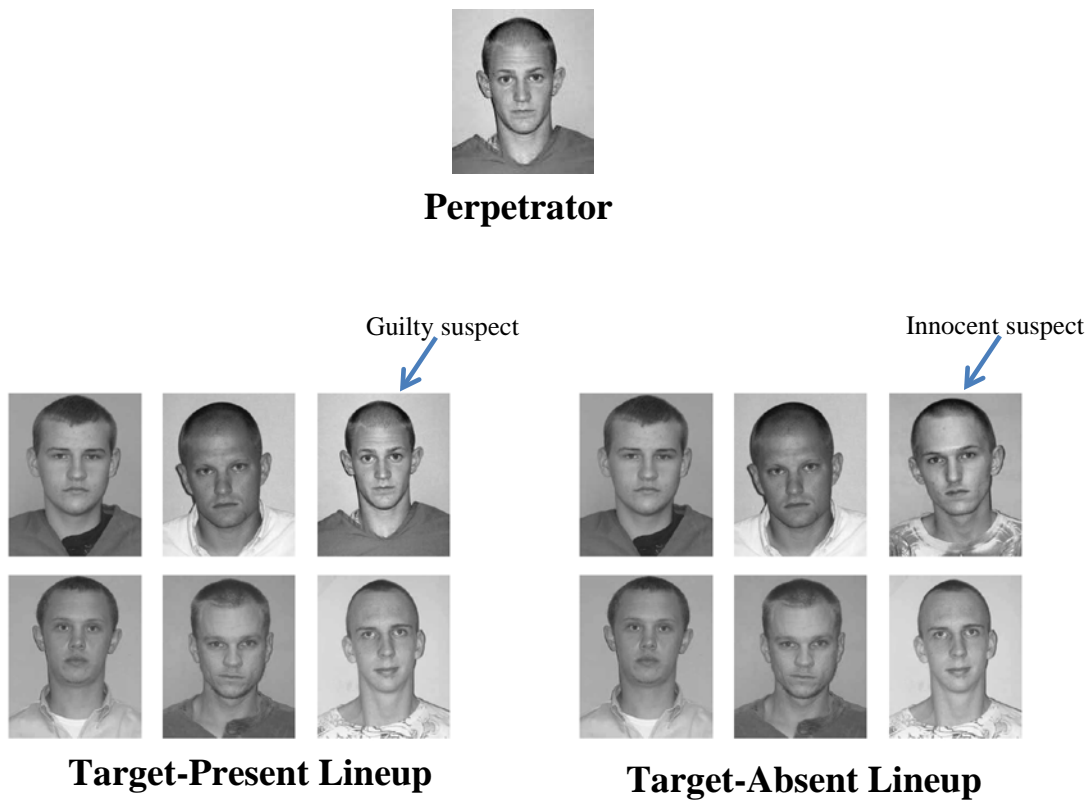 Perpetrator
Guilty suspect
Innocent suspect
Target-Present Lineup
Target-Absent Lineup